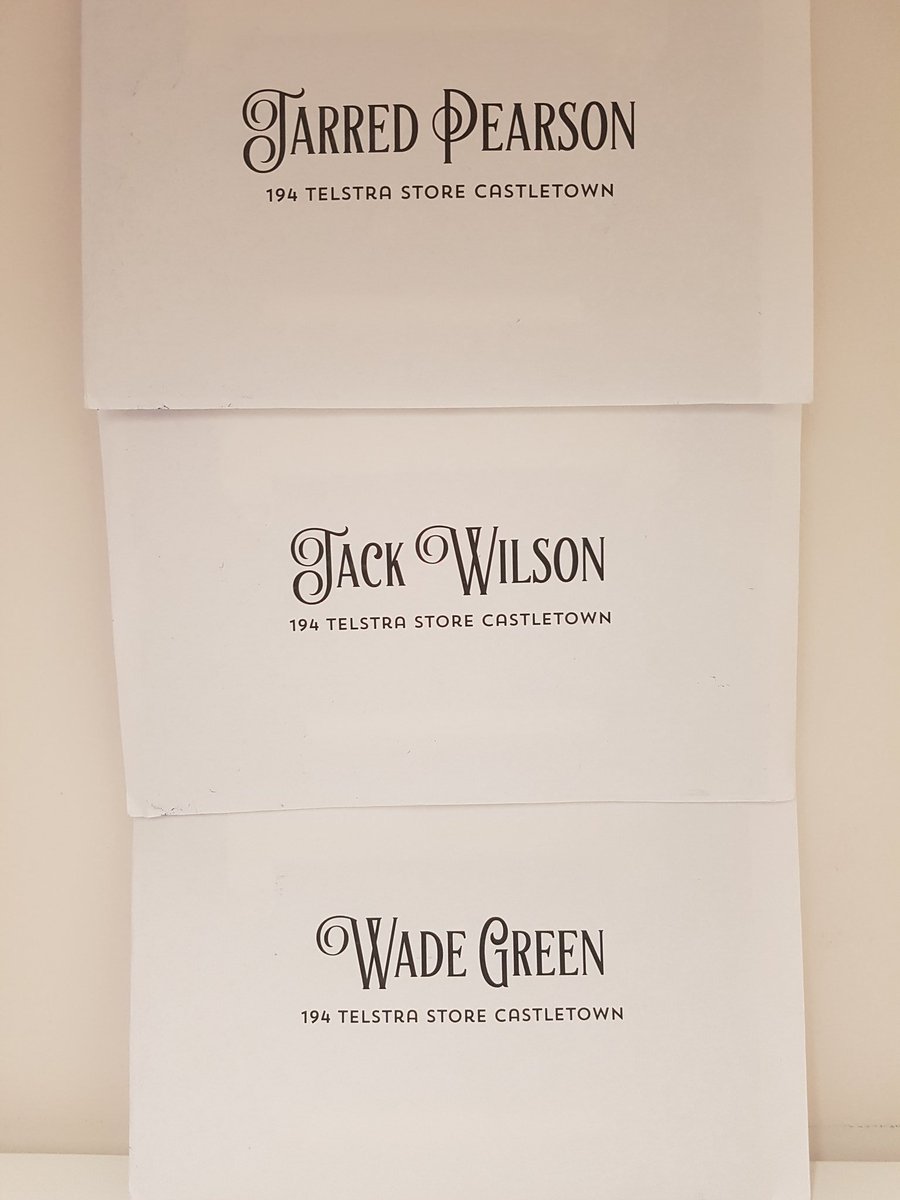 JARRED PEARSON
194 TELSTRA STORE CASTLETOWN
JACK WILSON
194 TELSTRA STORE CASTLETOWN
WADE GREEN
194 TELSTRA STORE CASTLETOWN